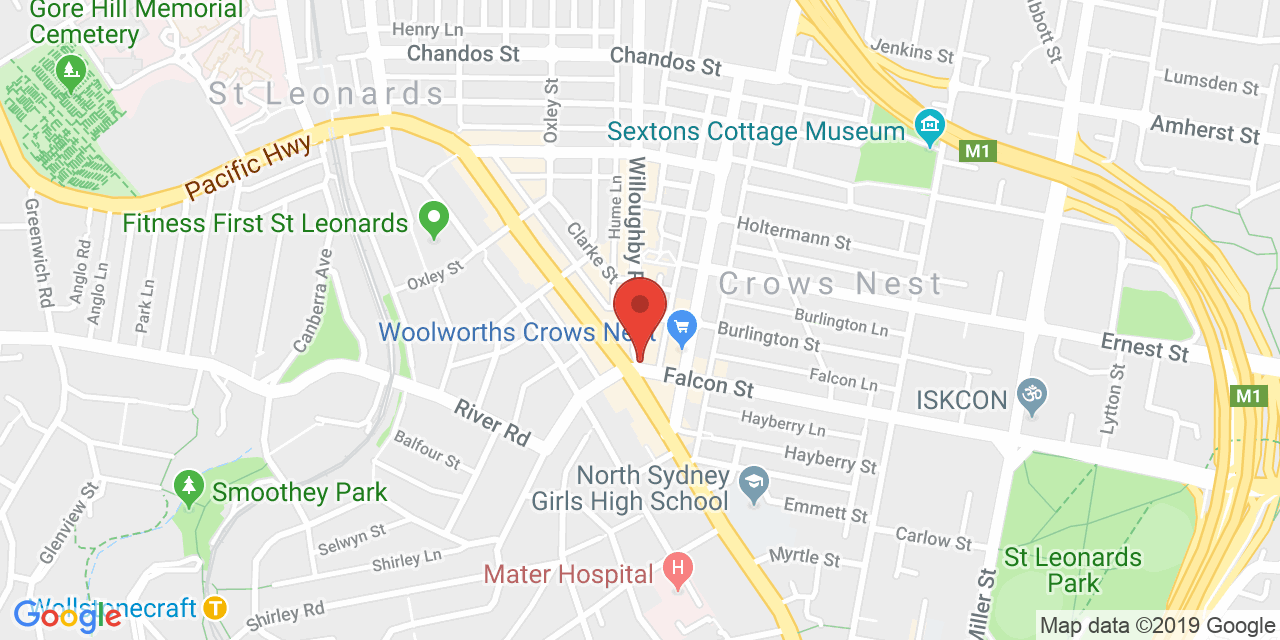 Gore Hill Memorial
Cemetery
Henry Ln
Chandos St
Chandos St
Jenkins St
Abbott St
Lumsden St
St Leonards
Oxley St
Amherst St
Sextons Cottage Museum
M1
Pacific Hwy
Willoughby R
Hume Ln
Greenwich Rd
Fitness First St Leonards
Holtermann St
Anglo Rd
Anglo Ln
Clarke St
Oxley St
Park Ln
Canberra Ave
Crows Nest
Woolworths Crows Nest
Burlington Ln
Burlington St
Ernest St
Falcon St
Falcon Ln
Lytton St
M1
ISKCON
River Rd
Hayberry Ln
Balfour St
Hayberry St
North Sydney
Girls High School
Smoothey Park
Glenview St
Emmett St
Carlow St
Selwyn St
Shirley Ln
Myrtle St
St Leonards
Park
Mater Hospital
Wollstonecraft
T
Google
Shirley Rd
Miller St
H
Map data ©2019 Google